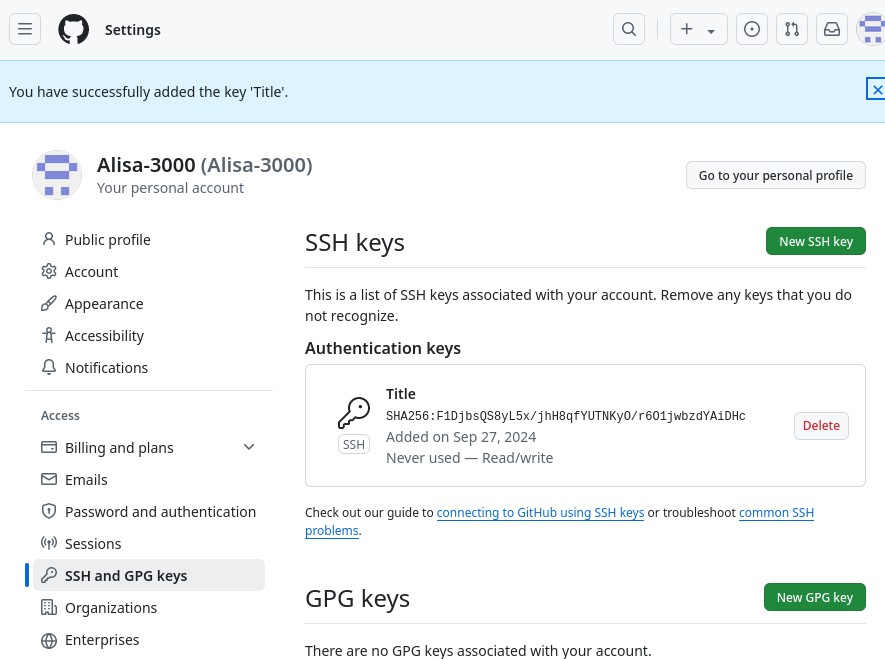 Settings
You have successfully added the key 'Title'.
Alisa-3000 (Alisa-3000)
Your personal account
Go to your personal profile
Public profile
Account
Appearance
Accessibility
Notifications
Access
Billing and plans
Emails
Password and authentication
Sessions
SSH and GPG keys
Organizations
Enterprises
SSH keys
New SSH key
This is a list of SSH keys associated with your account. Remove any keys that you do
not recognize.
Authentication keys
Title
SHA256:F1DjbsQS8yL5x/jhH8qfYUTNKyO/r6O1jwbzdYAiDHc
Added on Sep 27, 2024
Never used — Read/write
SSH
Delete
Check out our guide to connecting to GitHub using SSH keys or troubleshoot common SSH
problems.
GPG keys
New GPG key
There are no GPG keys associated with your account.